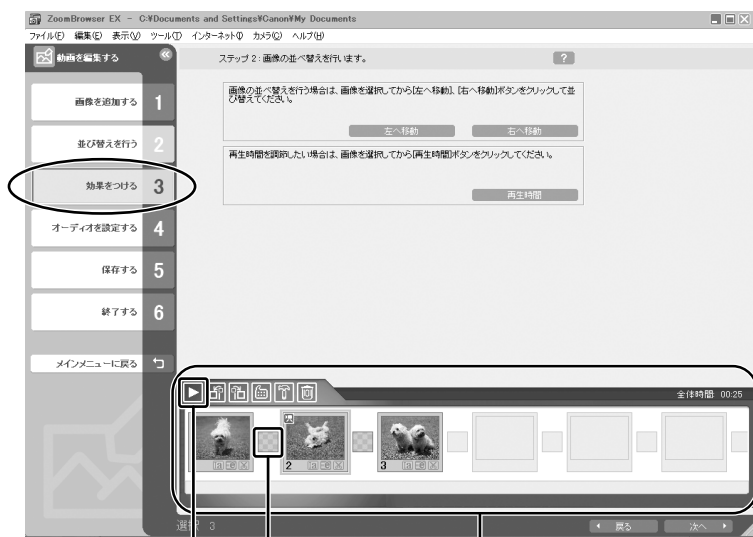 ZoomBrowser EX - C:¥Documents and Settings¥Canon¥My Documents
ファイル(F) 編集(E) 表示(V) ツール(T) インターネット(I) カメラ(C) ヘルプ(H)
動画を編集する
ステップ 2 : 画像の並べ替えを行います。
?
画像を追加する 1
並び替えを行う 2
効果をつける 3
オーディオを設定する 4
保存する 5
終了する 6
メインメニューに戻る
画像の並べ替えを行う場合は、画像を選択してから[左へ移動]、[右へ移動]ボタンをクリックして並
び替えてください。
左へ移動 右へ移動
再生時間を調節したい場合は、画像を選択してから[再生時間]ボタンをクリックしてください。
再生時間
全体時間 00:25
2 3
選択 3
戻る 次へ